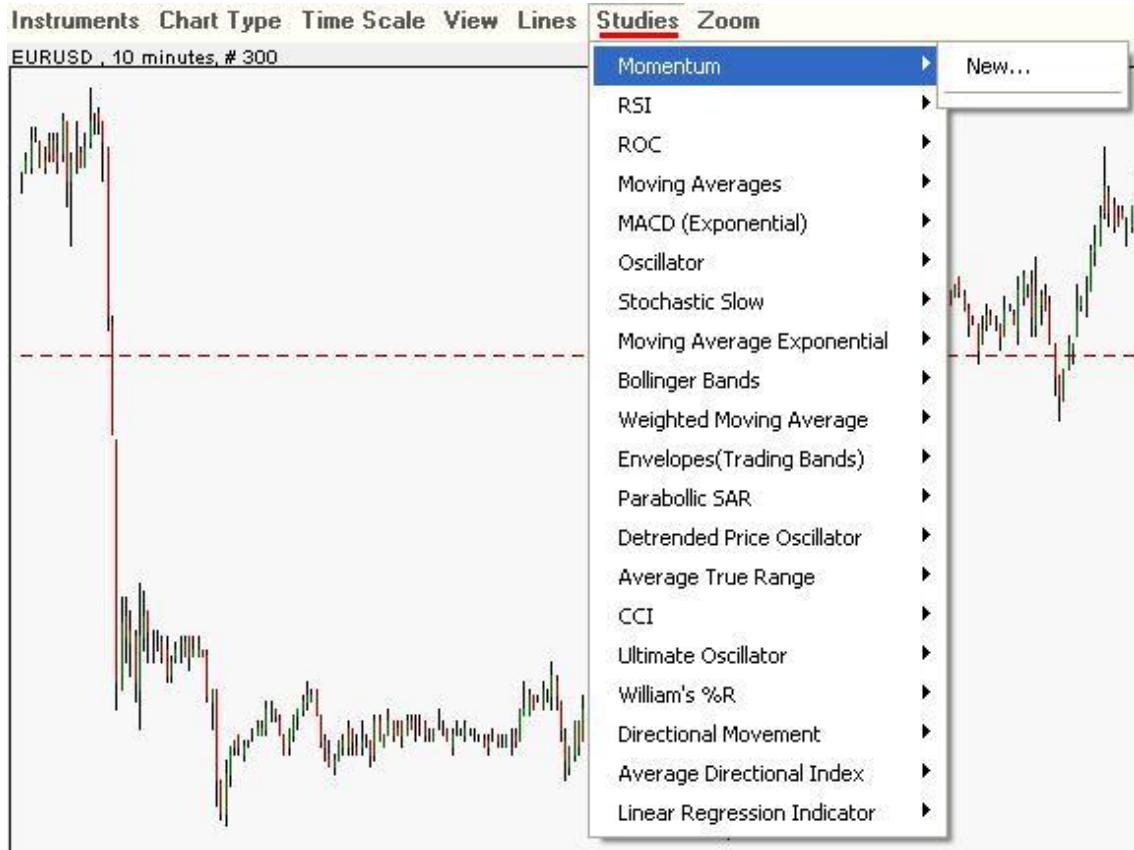 Instruments Chart Type Time Scale View Lines Studies Zoom
EURUSD , 10 minutes, # 300
Momentum
New...
RSI
ROC
Moving Averages
MACD (Exponential)
Oscillator
Stochastic Slow
Moving Average Exponential
Bollinger Bands
Weighted Moving Average
Envelopes(Trading Bands)
Parabollic SAR
Detrended Price Oscillator
Average True Range
CCI
Ultimate Oscillator
William's %R
Directional Movement
Average Directional Index
Linear Regression Indicator